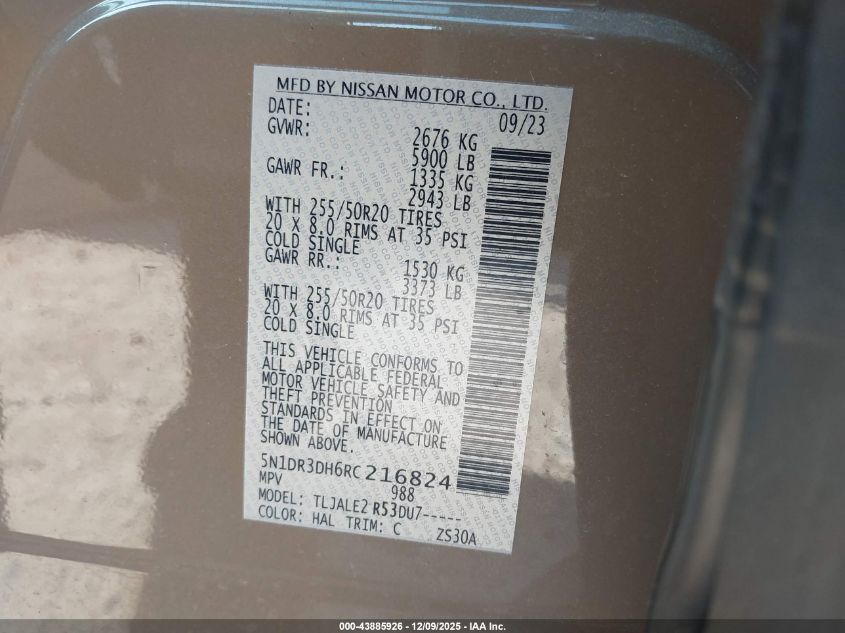 MFD BY NISSAN MOTOR CO., LTD.
DATE: 09/23
GVWR: 2676 KG
5900 LB
GAWR FR.: 1335 KG
2943 LB
WITH 255/50R20 TIRES
20 X 8.0 RIMS AT 35 PSI
COLD SINGLE
GAWR RR.: 1530 KG
3373 LB
WITH 255/50R20 TIRES
20 X 8.0 RIMS AT 35 PSI
COLD SINGLE
THIS VEHICLE CONFORMS TO
ALL APPLICABLE FEDERAL
MOTOR VEHICLE SAFETY AND
THEFT PREVENTION
STANDARDS IN EFFECT ON
THE DATE OF MANUFACTURE
SHOWN ABOVE.
5N1DR3DH6RC216824
MPV 988
MODEL: TLJALE2 R53DU7-----
COLOR: HAL TRIM: C ZS30A
000-43885926 - 12/09/2025 - IAA Inc.